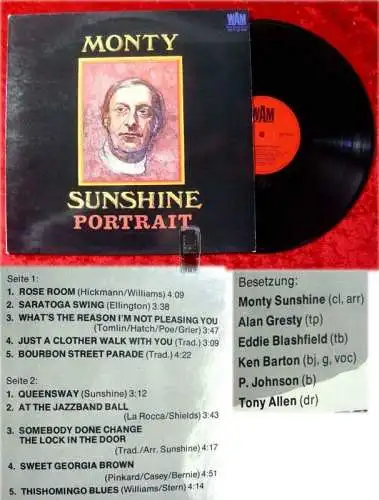 WAM
MONTY
SUNSHINE
PORTRAIT
WAM
Seite 1:
1. ROSE ROOM (Hickmann/Williams) 4:09
2. SARATOGA SWING (Ellington) 3:38
3. WHAT'S THE REASON I'M NOT PLEASING YOU
(Tomlin/Hatch/Poe/Grier) 3:47
4. JUST A CLOTHER WALK WITH YOU (Trad.) 3:09
5. BOURBON STREET PARADE (Trad.) 4:22
Seite 2:
1. QUEENSWAY (Sunshine) 3:12
2. AT THE JAZZBAND BALL
(La Rocca/Shields) 3:43
3. SOMEBODY DONE CHANGE
THE LOCK IN THE DOOR
(Trad./Arr. Sunshine) 4:17
4. SWEET GEORGIA BROWN
(Pinkard/Casey/Bernie) 4:51
5. THISHOMINGO BLUES (Williams/Stern) 4:14
Besetzung:
Monty Sunshine (cl, arr)
Alan Gresty (tp)
Eddie Blashfield (tb)
Ken Barton (bj, g, voc)
P. Johnson (b)
Tony Allen (dr)